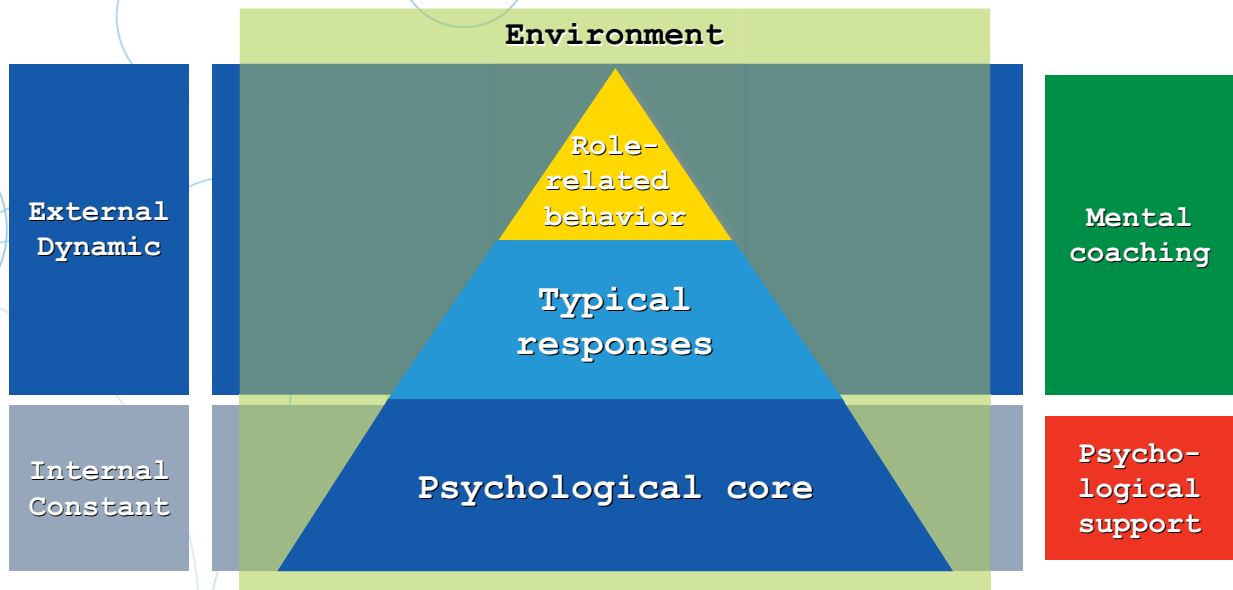 Environment
Role-
related
behavior
External
Dynamic
Typical
responses
Mental
coaching
Internal
Constant
Psychological core
Psycho-
logical
support